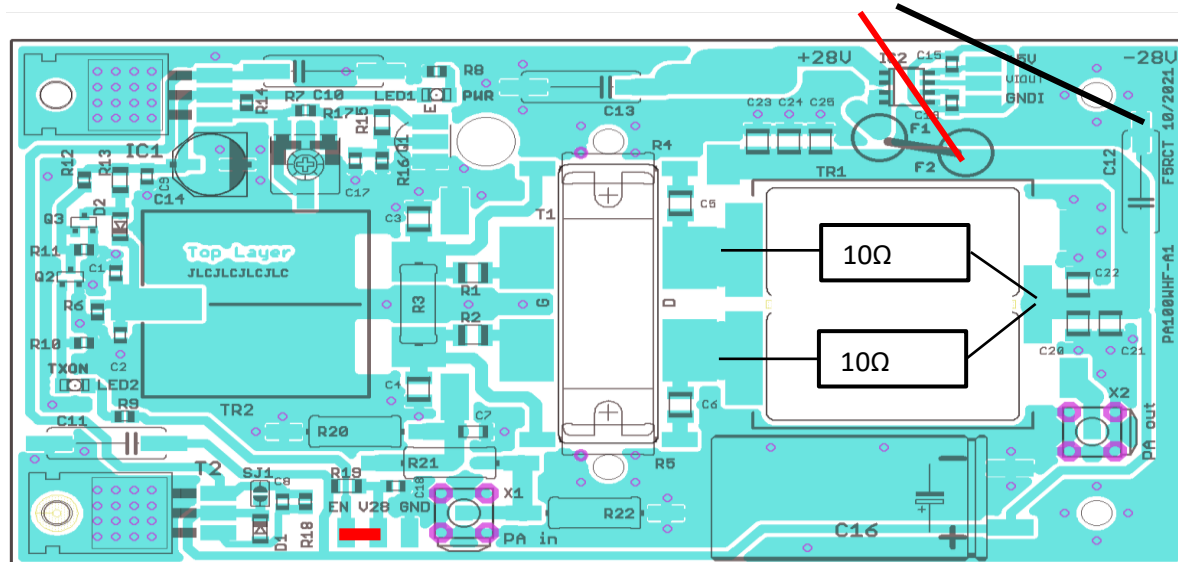 +28V
IC2
C15
5V
VIOUT
GNDI
-28V
F5RCT 10/2021
PA100WHF-A1
R8
LED1
PWR
C10
R14
R7
R17
R15
Q1
R16
C13
C23 C24 C25
F1
F2
C12
IC1
R12
R13
C9
C14
C17
R4
TR1
Q3
D2
C3
T1
C5
R11
Top Layer
JLCJLCJLCJLC
10Ω
Q2
C1
R6
R1
R3
G
D
C22
R2
R10
C2
10Ω
C20
C21
TXON
LED2
C4
C6
X2
PA out
R9
TR2
C7
C11
R20
R5
R21
T2
SJ1
C8
R19
C18
X1
EN V28 GND
D1
R18
R22
PA in
C16